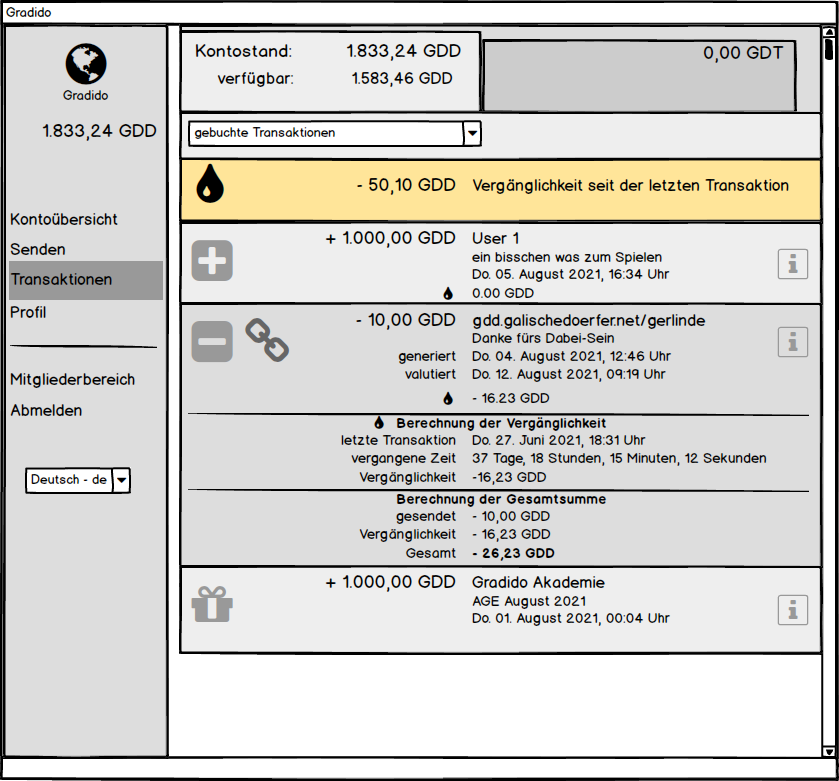 Gradido
Gradido
1.833,24 GDD
Kontoübersicht
Senden
Transaktionen
Profil
Mitgliederbereich
Abmelden
Deutsch - de
Kontostand: 1.833,24 GDD
verfügbar: 1.583,46 GDD
0,00 GDT
gebuchte Transaktionen
- 50,10 GDD Vergänglichkeit seit der letzten Transaktion
+ 1.000,00 GDD User 1
ein bisschen was zum Spielen
Do. 05. August 2021, 16:34 Uhr
0.00 GDD
- 10,00 GDD gdd.galischedoerfer.net/gerlinde
Danke fürs Dabei-Sein
generiert Do. 04. August 2021, 12:46 Uhr
valutiert Do. 12. August 2021, 09:19 Uhr
- 16.23 GDD
Berechnung der Vergänglichkeit
letzte Transaktion Do. 27. Juni 2021, 18:31 Uhr
vergangene Zeit 37 Tage, 18 Stunden, 15 Minuten, 12 Sekunden
Vergänglichkeit -16,23 GDD
Berechnung der Gesamtsumme
gesendet - 10,00 GDD
Vergänglichkeit - 16,23 GDD
Gesamt - 26,23 GDD
+ 1.000,00 GDD Gradido Akademie
AGE August 2021
Do. 01. August 2021, 00:04 Uhr